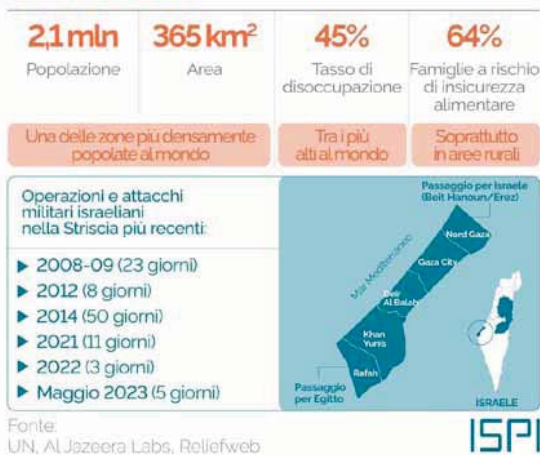 2,1 mln
Popolazione
365 km²
Area
45%
Tasso di
disoccupazione
64%
Famiglie a rischio
di insicurezza
alimentare
Una delle zone più densamente
popolate al mondo
Tra i più
alti al mondo
Soprattutto
in aree rurali
Operazioni e attacchi
militari israeliani
nella Striscia più recenti:
▶ 2008-09 (23 giorni)
▶ 2012 (8 giorni)
▶ 2014 (50 giorni)
▶ 2021 (11 giorni)
▶ 2022 (3 giorni)
▶ Maggio 2023 (5 giorni)
Passaggio per Israele
(Beit Hanoun/Erez)
Nord Gaza
Gaza City
Mar Mediterraneo
Deir
Al Balah
Khan
Yunis
Rafah
Passaggio
per Egitto
ISRAELE
Fonte:
UN, Al Jazeera Labs, Reliefweb
ISPI